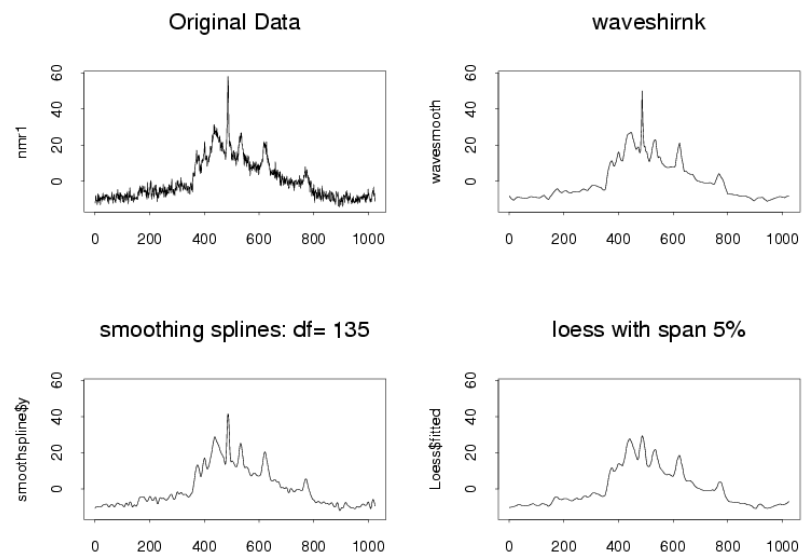 Original Data
nmr1
60
40
20
0
0 200 400 600 800 1000
waveshirnk
wavesmooth
60
40
20
0
0 200 400 600 800 1000
smoothing splines: df= 135
smoothspline$y
60
40
20
0
0 200 400 600 800 1000
loess with span 5%
Loess$fitted
60
40
20
0
0 200 400 600 800 1000